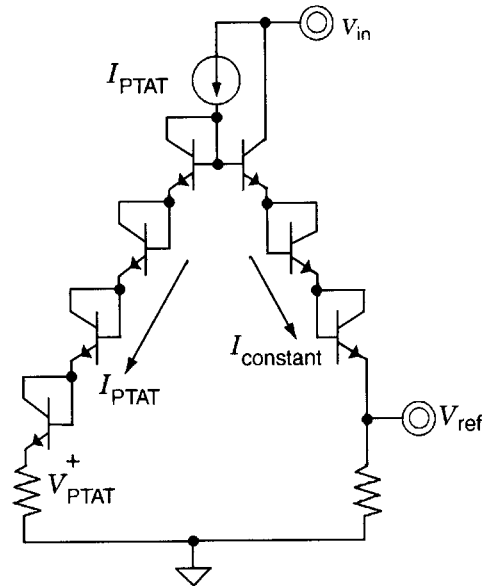 V_in
I_PTAT
I_PTAT
I_constant
V_ref
+
V_PTAT